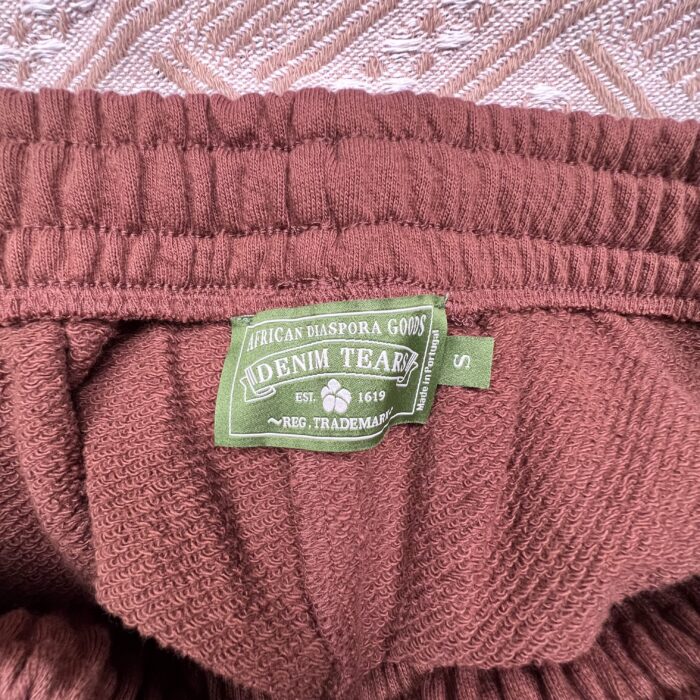 AFRICAN DIASPORA GOODS
DENIM TEARS
EST. 1619
~REG. TRADEMARK~
Made in Portugal
S